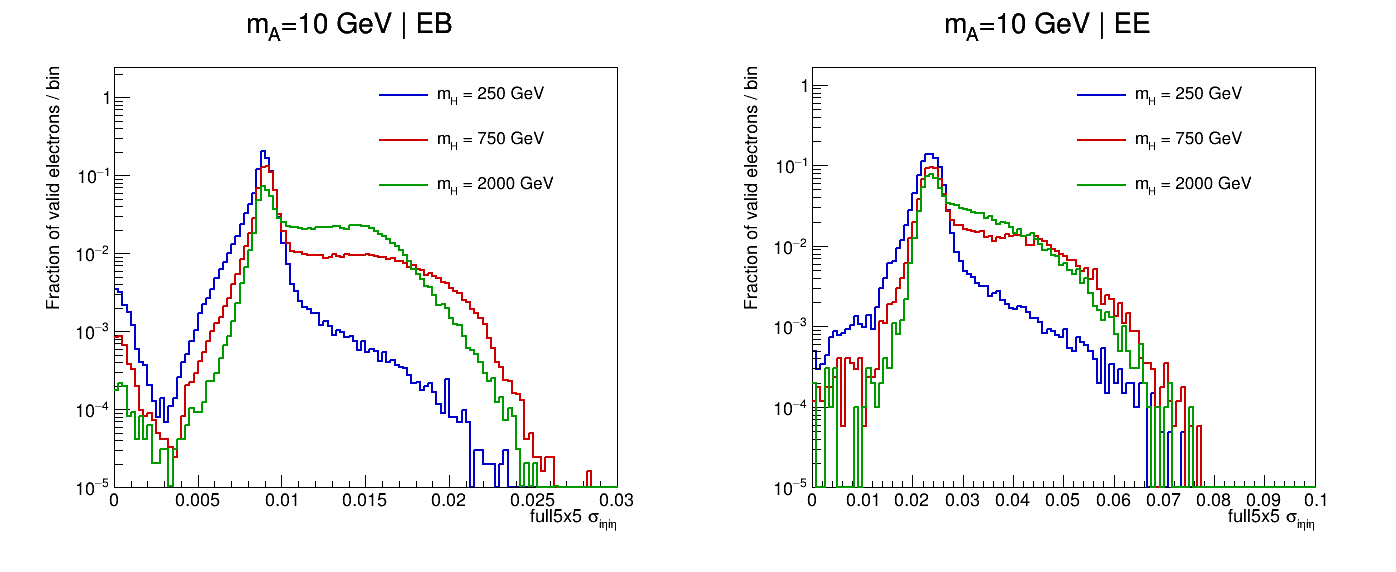 m_A=10 GeV | EB
Fraction of valid electrons / bin
m_H = 250 GeV
m_H = 750 GeV
m_H = 2000 GeV
1
10⁻¹
10⁻²
10⁻³
10⁻⁴
10⁻⁵
0 0.005 0.01 0.015 0.02 0.025 0.03
full5x5 σ_iηiη
m_A=10 GeV | EE
Fraction of valid electrons / bin
m_H = 250 GeV
m_H = 750 GeV
m_H = 2000 GeV
1
10⁻¹
10⁻²
10⁻³
10⁻⁴
10⁻⁵
0 0.01 0.02 0.03 0.04 0.05 0.06 0.07 0.08 0.09 0.1
full5x5 σ_iηiη